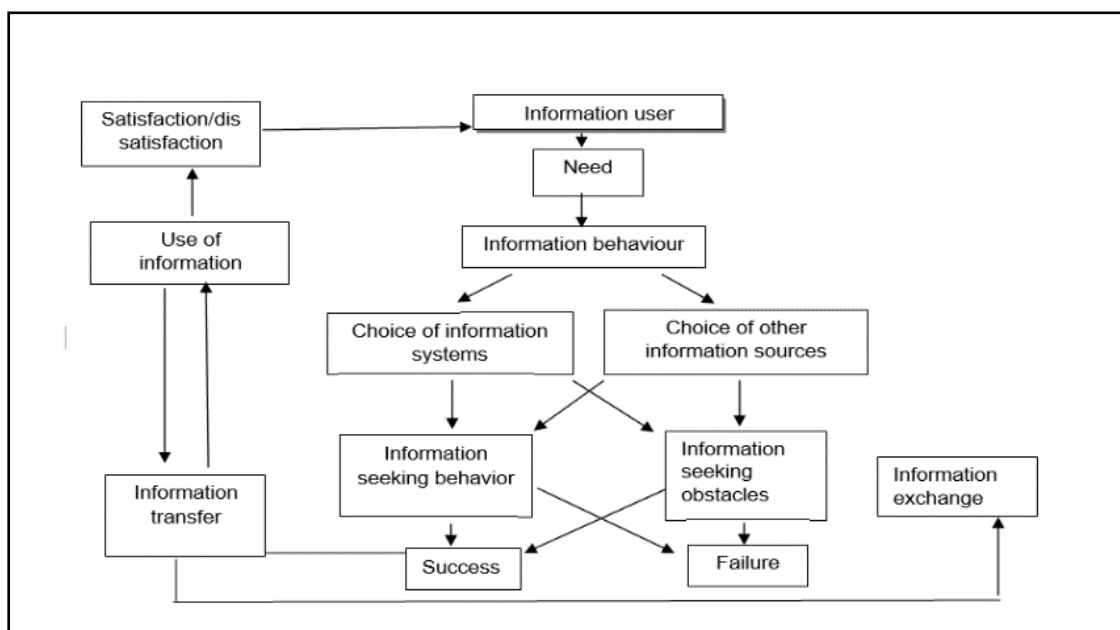 Satisfaction/dis
satisfaction
Information user
Need
Use of
information
Information behaviour
Choice of information
systems
Choice of other
information sources
Information
seeking behavior
Information
seeking
obstacles
Information
exchange
Information
transfer
Success
Failure